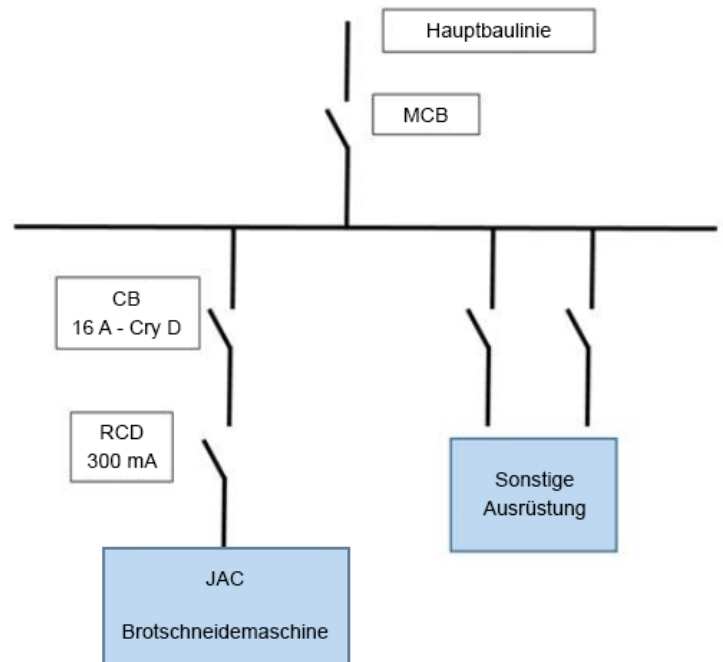 Hauptbaulinie
MCB
CB
16 A - Cry D
RCD
300 mA
Sonstige
Ausrüstung
JAC
Brotschneidemaschine